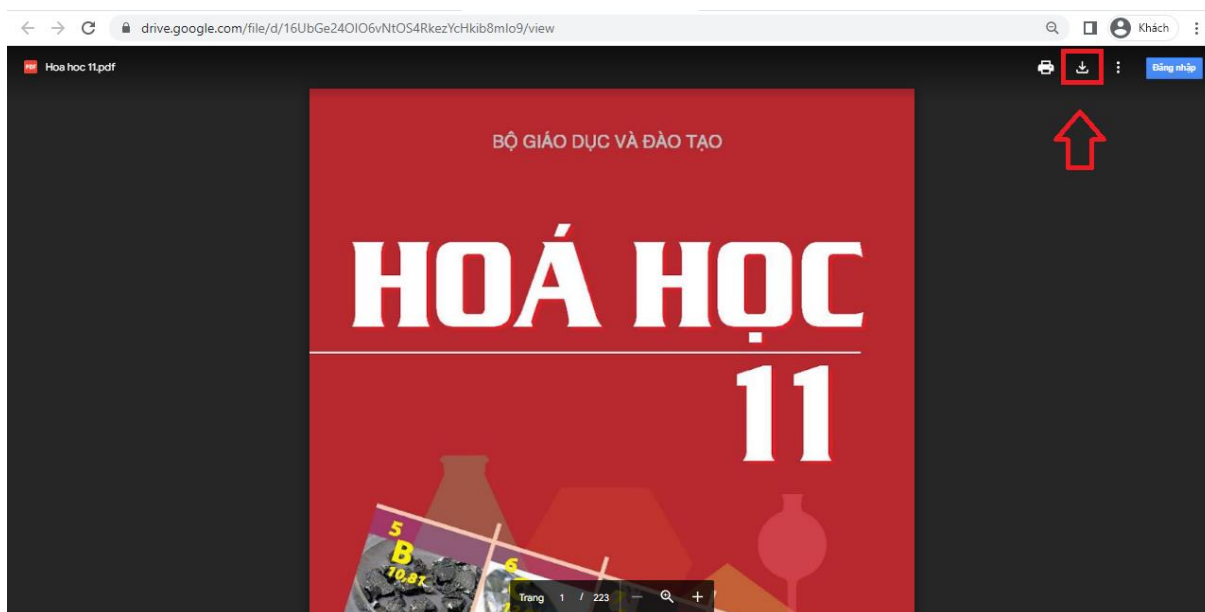 drive.google.com/file/d/16UbGe24OIO6vNtOS4RkezYcHkib8mIo9/view
Khách
PDF Hoa hoc 11.pdf
Đăng nhập
BỘ GIÁO DỤC VÀ ĐÀO TẠO
HOÁ HỌC
11
5
B
10,81
6
Trang 1 / 223